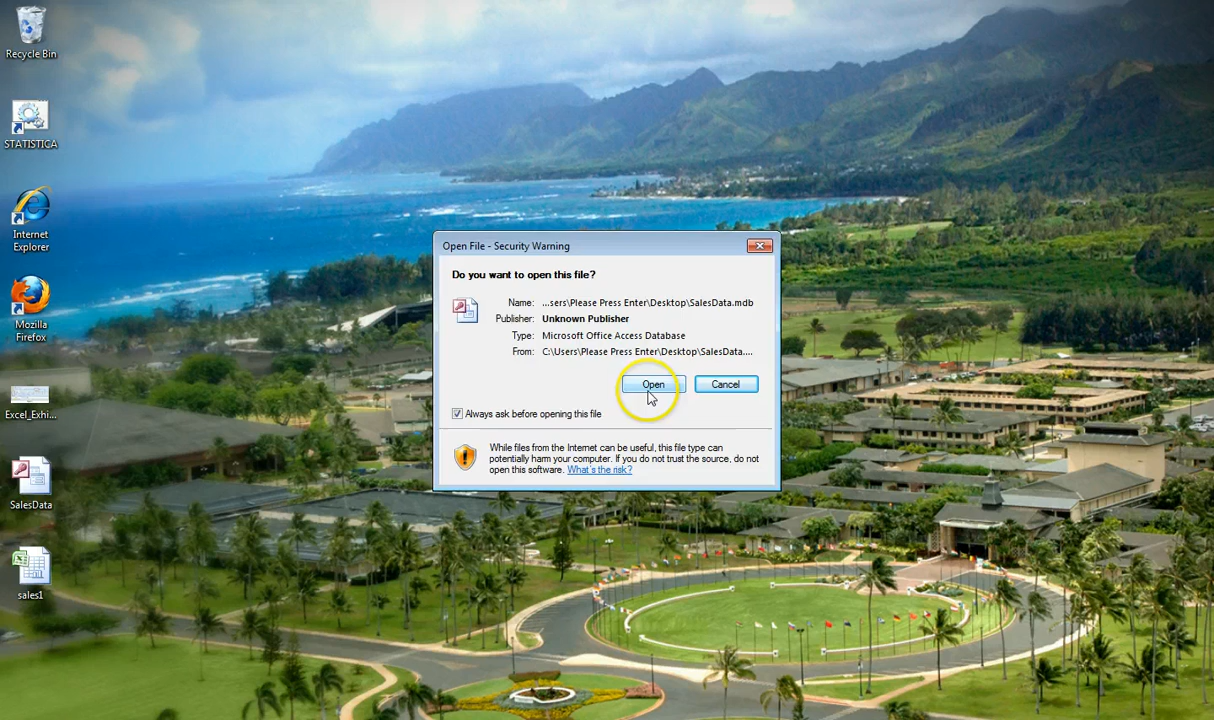 Recycle Bin
STATISTICA
Internet
Explorer
Mozilla
Firefox
Excel_Exhi...
SalesData
sales1
Open File - Security Warning
Do you want to open this file?
Name: ...sers\Please Press Enter\Desktop\SalesData.mdb
Publisher: Unknown Publisher
Type: Microsoft Office Access Database
From: C:\Users\Please Press Enter\Desktop\SalesData....
Open Cancel
Always ask before opening this file
While files from the Internet can be useful, this file type can
potentially harm your computer. If you do not trust the source, do not
open this software. What's the risk?